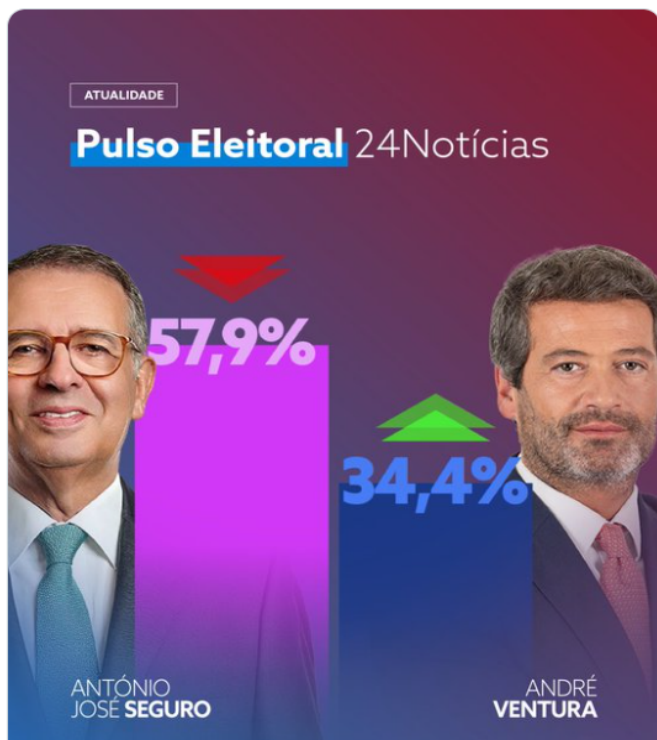 ATUALIDADE
Pulso Eleitoral 24Notícias
57,9%
34,4%
ANTÓNIO
JOSÉ SEGURO
ANDRÉ
VENTURA